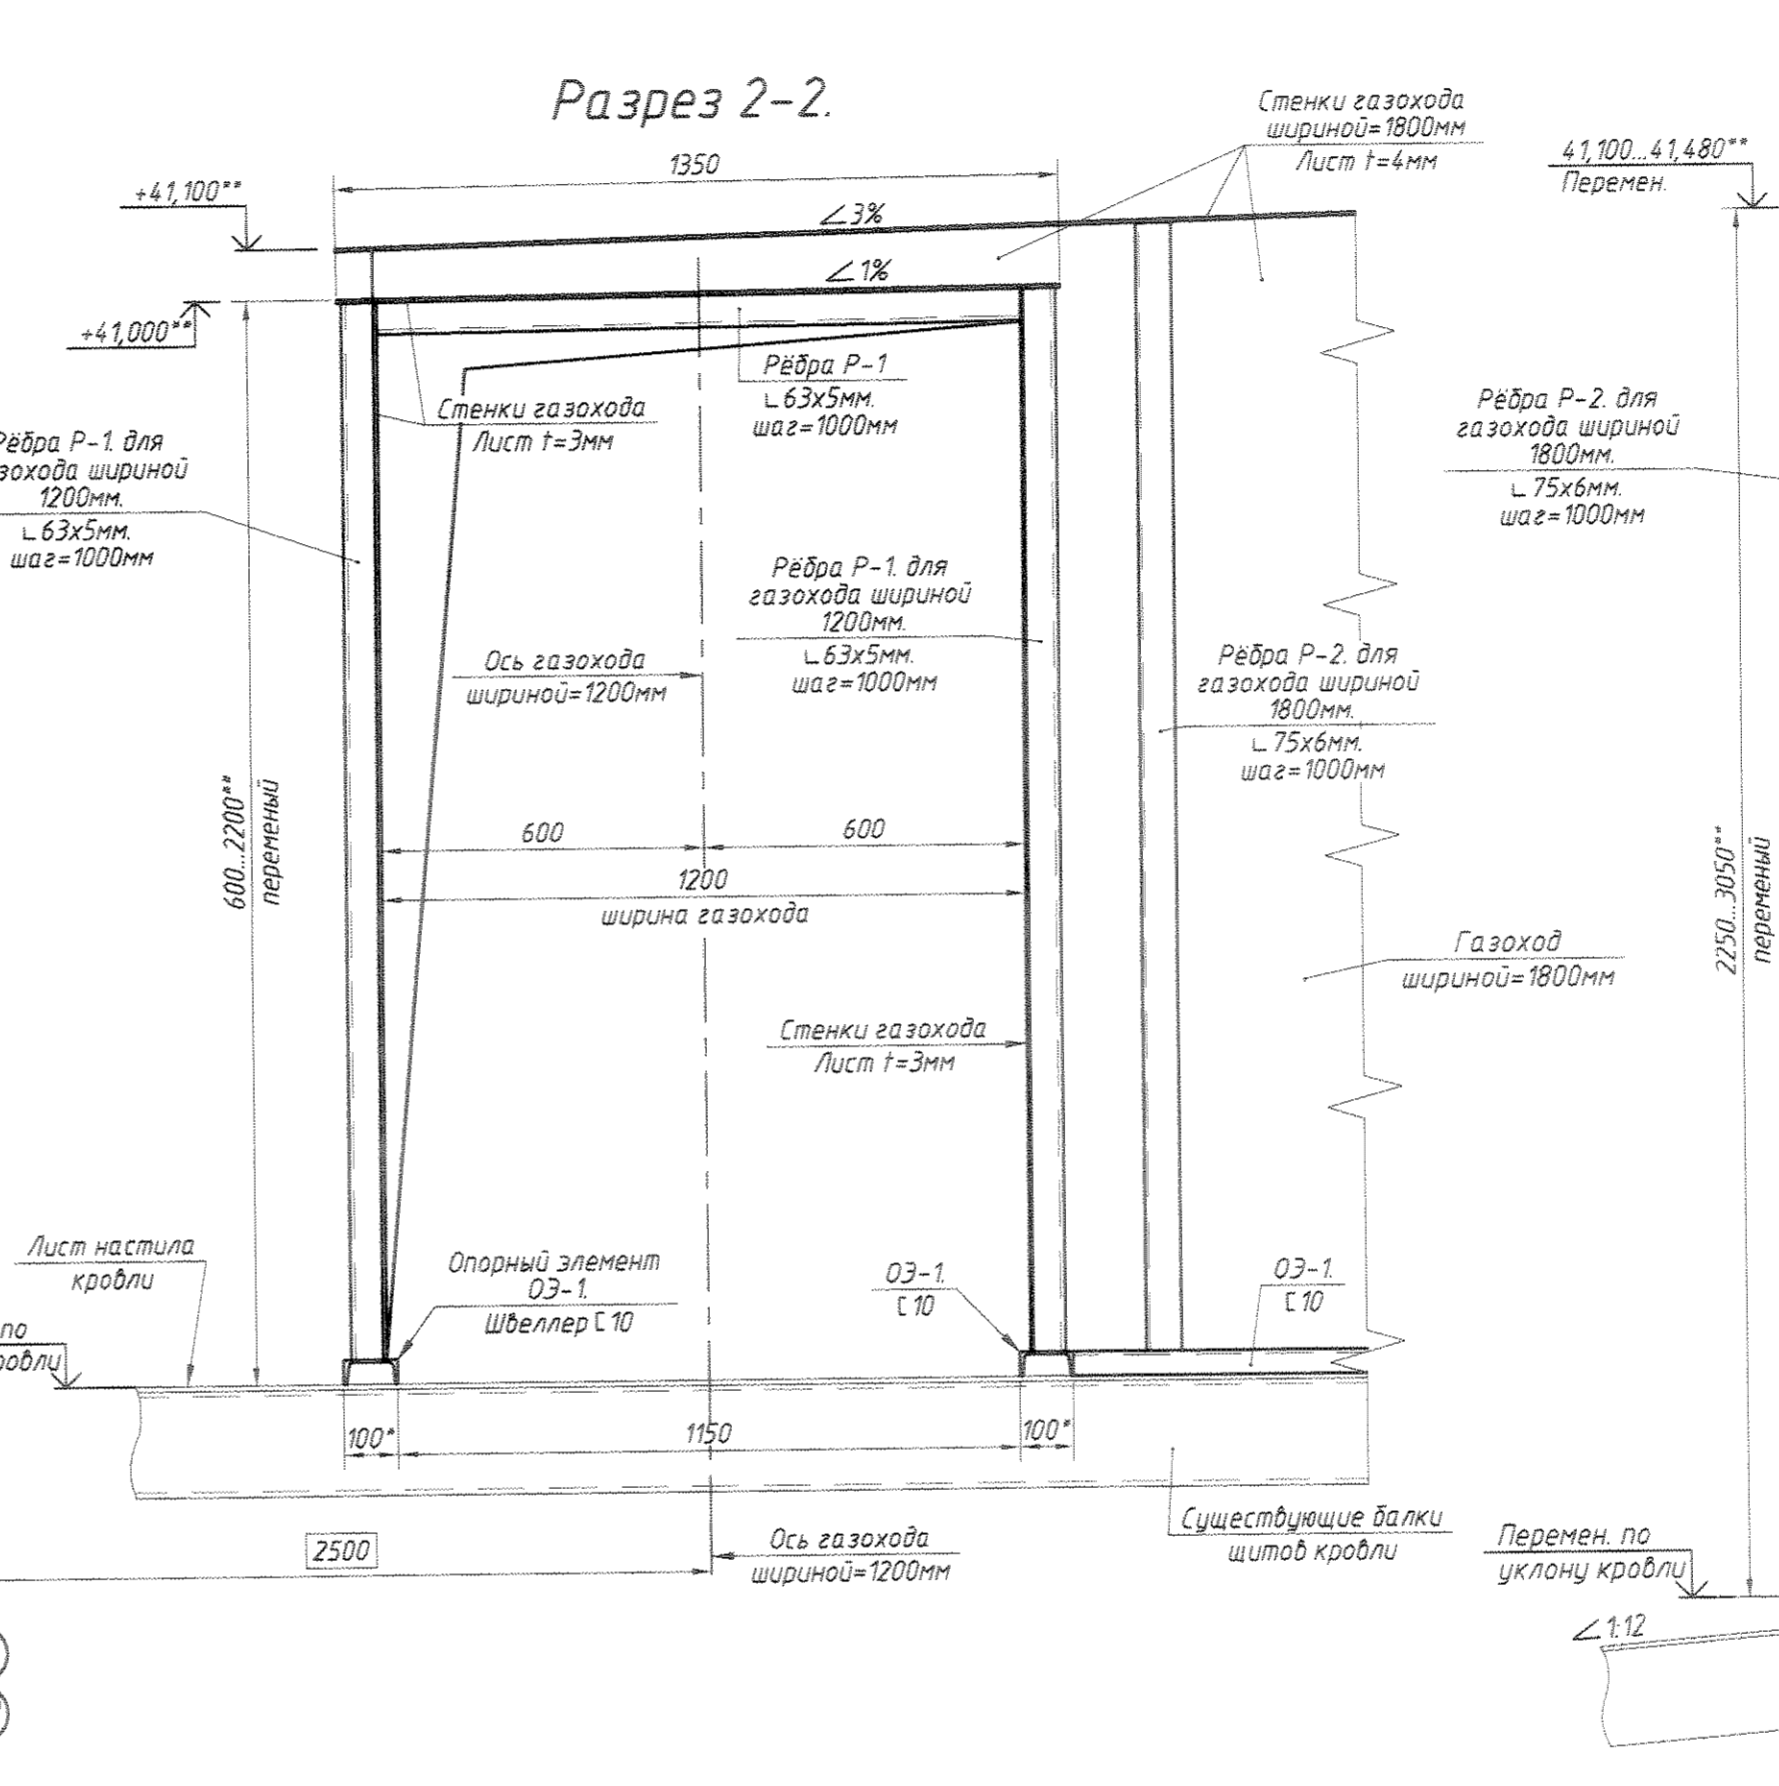 Разрез 2-2.
Стенки газохода
шириной=1800мм
Лист t=4мм
41,100...41,480**
Перемен.
1350
+41,100**
∠3%
∠1%
+41,000**
Рёбра Р-1
∟63х5мм.
шаг=1000мм
Стенки газохода
Лист t=3мм
Рёбра Р-2. для
газохода шириной
1800мм.
∟75х6мм.
шаг=1000мм
Р-1. для
шириной
1200мм.
∟63х5мм.
шаг=1000мм
Рёбра Р-1. для
газохода шириной
1200мм.
∟63х5мм.
шаг=1000мм
Ось газохода
шириной=1200мм
Рёбра Р-2. для
газохода шириной
1800мм.
∟75х6мм.
шаг=1000мм
600...2200**
переменый
600
600
1200
ширина газохода
2250...3050**
переменый
Газоход
шириной=1800мм
Стенки газохода
Лист t=3мм
Лист настила
кровли
Опорный элемент
ОЭ-1.
Швеллер [10
ОЭ-1.
[10
ОЭ-1.
[10
по
100*
1150
100*
2500
Ось газохода
шириной=1200мм
Существующие балки
щитов кровли
Перемен. по
уклону кровли
∠1:12